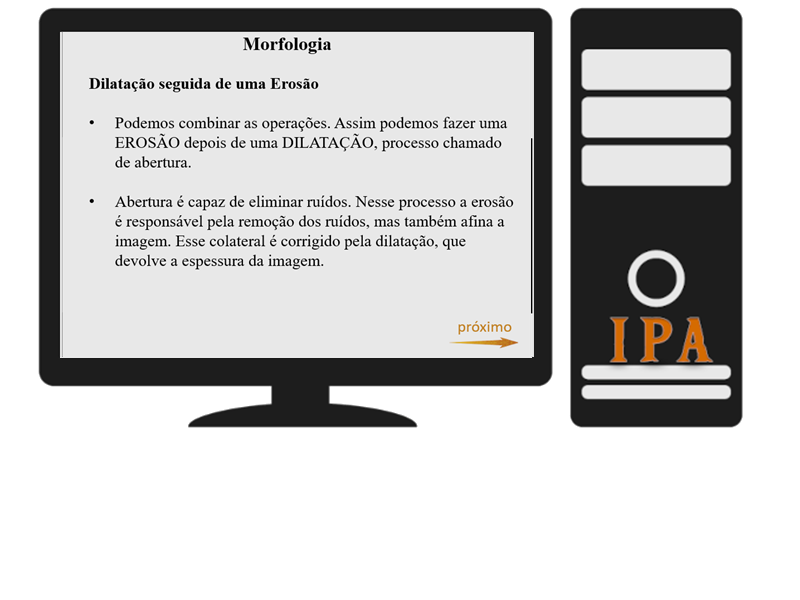 Morfologia
Dilatação seguida de uma Erosão
• Podemos combinar as operações. Assim podemos fazer uma
EROSÃO depois de uma DILATAÇÃO, processo chamado
de abertura.
• Abertura é capaz de eliminar ruídos. Nesse processo a erosão
é responsável pela remoção dos ruídos, mas também afina a
imagem. Esse colateral é corrigido pela dilatação, que
devolve a espessura da imagem.
próximo
IPA